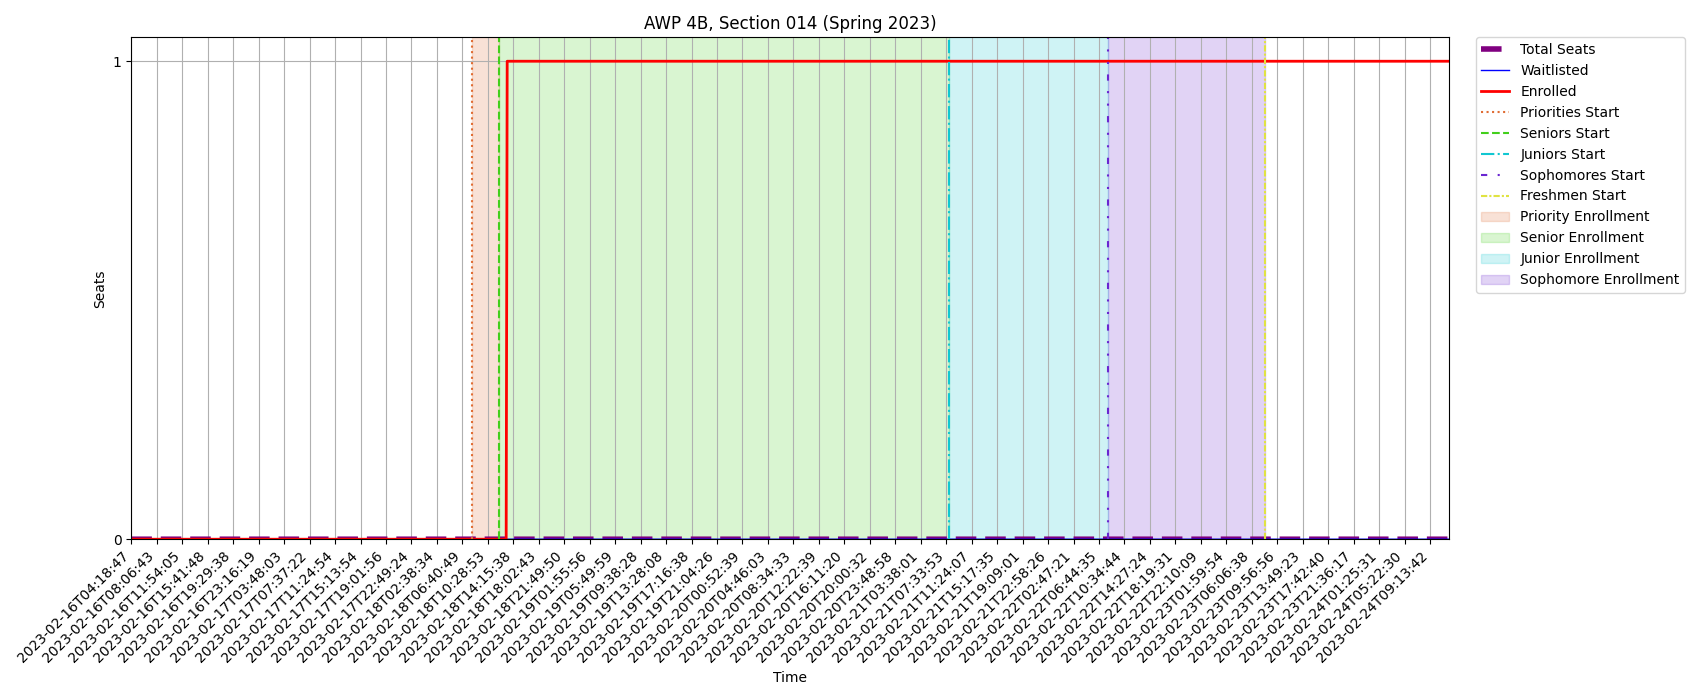 AWP 4B, Section 014 (Spring 2023)
1
0
Seats
2023-02-16T04:18:47
2023-02-16T08:06:43
2023-02-16T11:54:05
2023-02-16T15:41:48
2023-02-16T19:29:38
2023-02-16T23:16:19
2023-02-17T03:48:03
2023-02-17T07:37:22
2023-02-17T11:24:54
2023-02-17T15:13:54
2023-02-17T19:01:56
2023-02-17T22:49:24
2023-02-18T02:38:34
2023-02-18T06:40:49
2023-02-18T10:28:53
2023-02-18T14:15:38
2023-02-18T18:02:43
2023-02-18T21:49:50
2023-02-19T01:55:56
2023-02-19T05:49:59
2023-02-19T09:38:28
2023-02-19T13:28:08
2023-02-19T17:16:38
2023-02-19T21:04:26
2023-02-20T00:52:39
2023-02-20T04:46:03
2023-02-20T08:34:33
2023-02-20T12:22:39
2023-02-20T16:11:20
2023-02-20T20:00:32
2023-02-20T23:48:58
2023-02-21T03:38:01
2023-02-21T07:33:53
2023-02-21T11:24:07
2023-02-21T15:17:35
2023-02-21T19:09:01
2023-02-21T22:58:26
2023-02-22T02:47:21
2023-02-22T06:44:35
2023-02-22T10:34:44
2023-02-22T14:27:24
2023-02-22T18:19:31
2023-02-22T22:10:09
2023-02-23T01:59:54
2023-02-23T06:06:38
2023-02-23T09:56:56
2023-02-23T13:49:23
2023-02-23T17:42:40
2023-02-23T21:36:17
2023-02-24T01:25:31
2023-02-24T05:22:30
2023-02-24T09:13:42
Time
Total Seats
Waitlisted
Enrolled
Priorities Start
Seniors Start
Juniors Start
Sophomores Start
Freshmen Start
Priority Enrollment
Senior Enrollment
Junior Enrollment
Sophomore Enrollment